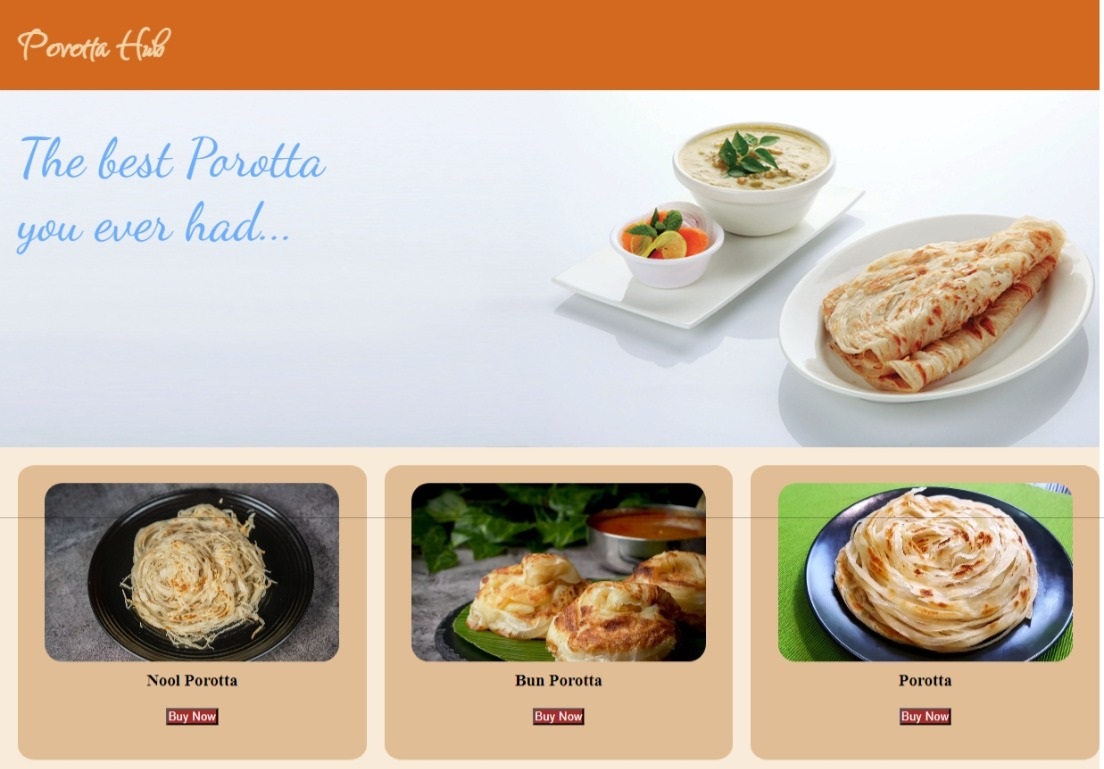 Porotta Hub
The best Porotta
you ever had...
Nool Porotta
Bun Porotta
Porotta
Buy Now
Buy Now
Buy Now